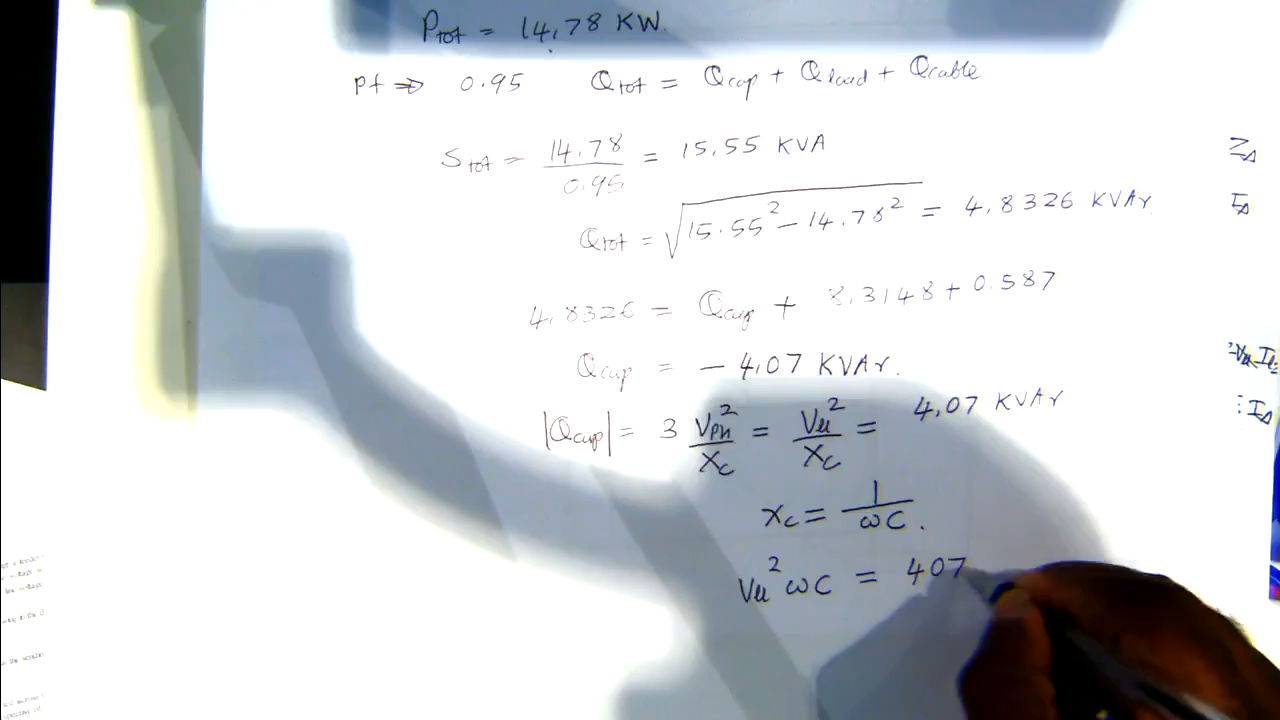 Ptot = 14.78 KW.
Pf ⇒ 0.95 Qtot = Qcap + Qload + Qcable
Stot = 14.78 / 0.95 = 15.55 KVA
Qtot = √15.55² − 14.78² = 4.8326 KVAr.
4.8326 = Qcap + 8.3148 + 0.587
Qcap = − 4.07 KVAr.
|Qcap| = 3 Vph² / Xc = Vll² / Xc = 4.07 KVAr
Xc = 1 / ωC.
Vll² ωC = 407